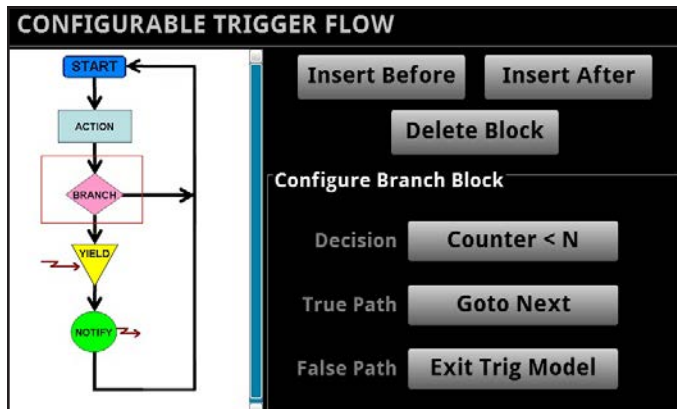 CONFIGURABLE TRIGGER FLOW
START
ACTION
BRANCH
YIELD
NOTIFY
Insert Before
Insert After
Delete Block
Configure Branch Block
Decision
Counter < N
True Path
Goto Next
False Path
Exit Trig Model